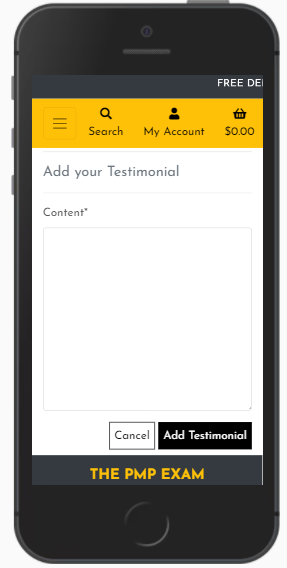 FREE DE
Search My Account $0.00
Add your Testimonial
Content*
Cancel Add Testimonial
THE PMP EXAM